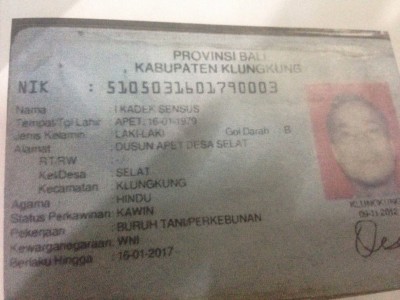 PROVINSI BALI
KABUPATEN KLUNGKUNG
NIK : 5105031601790003
Nama : I KADEK SENSUS
Tempat/Tgl Lahir : APET, 16-01-1979
Jenis Kelamin : LAKI-LAKI Gol Darah : B
Alamat : DUSUN APET DESA SELAT
RT/RW : -
Kel/Desa : SELAT
Kecamatan : KLUNGKUNG
Agama : HINDU
Status Perkawinan: KAWIN
Pekerjaan : BURUH TANI/PERKEBUNAN
Kewarganegaraan: WNI
Berlaku Hingga : 16-01-2017
KLUNGKUNG
09-11-2012